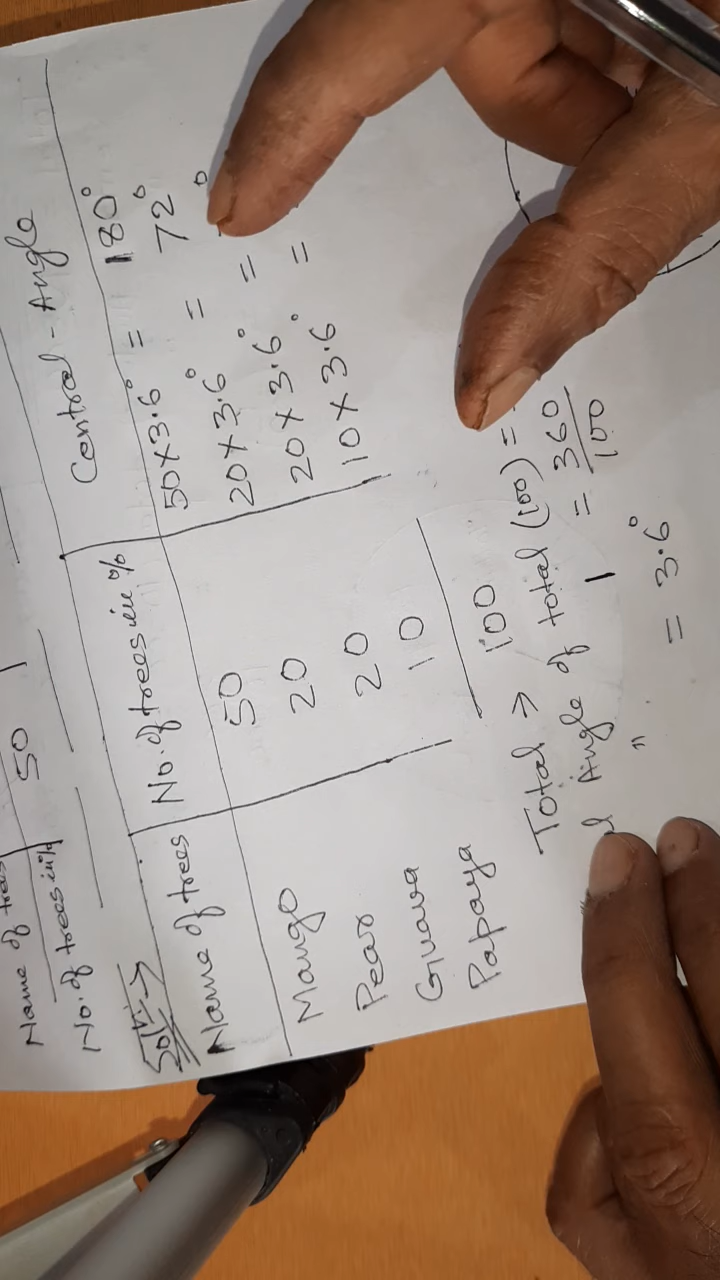 Name of trees
50
No. of trees in %
Soln →
Name of trees No. of trees in % Central - Angle
Mango 50 50 × 3.6° = 180°
Pear 20 20 × 3.6° = 72°
Guava 20 20 × 3.6° = °
Papaya 10 10 × 3.6° =
Total > 100
Angle of total (100) =
" 1 = 360/100
= 3.6°